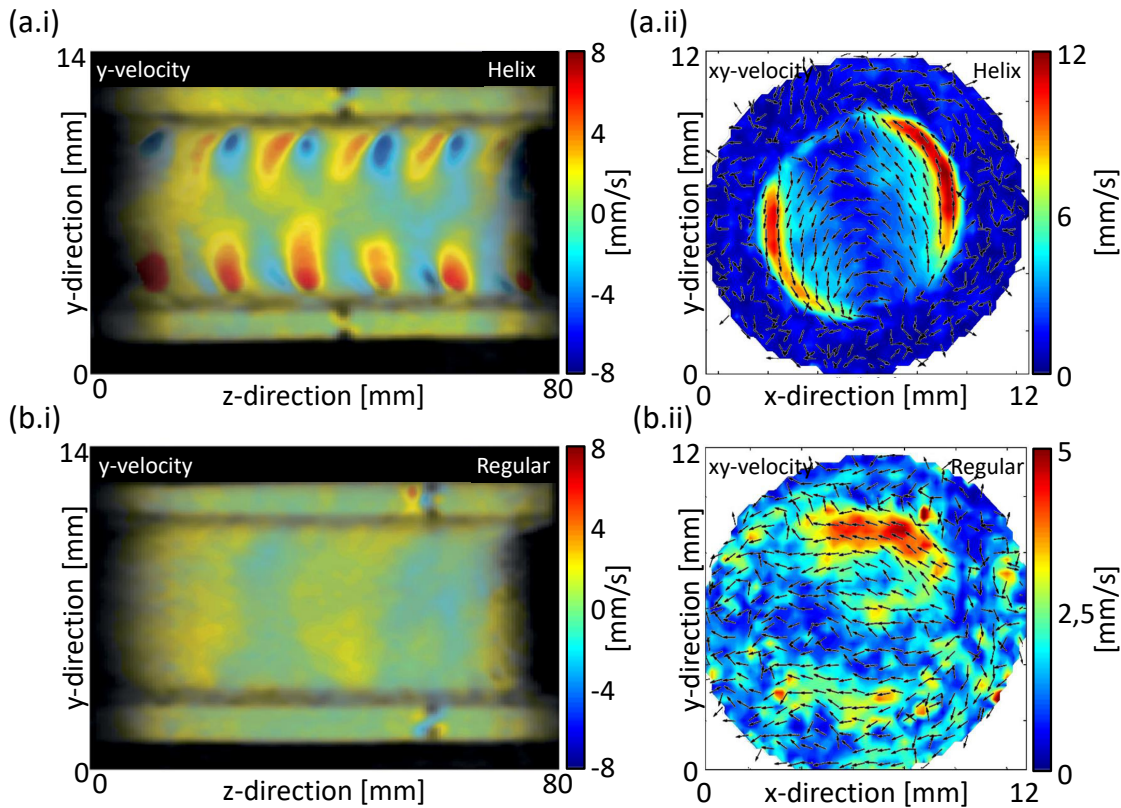 (a.i)
14
y-velocity
Helix
y-direction [mm]
0
0
z-direction [mm]
80
8
4
0
-4
-8
[mm/s]
(a.ii)
12
xy-velocity
Helix
y-direction [mm]
0
0
x-direction [mm]
12
12
6
0
[mm/s]
(b.i)
14
y-velocity
Regular
y-direction [mm]
0
0
z-direction [mm]
80
8
4
0
-4
-8
[mm/s]
(b.ii)
12
xy-velocity
Regular
y-direction [mm]
0
0
x-direction [mm]
12
5
2,5
0
[mm/s]